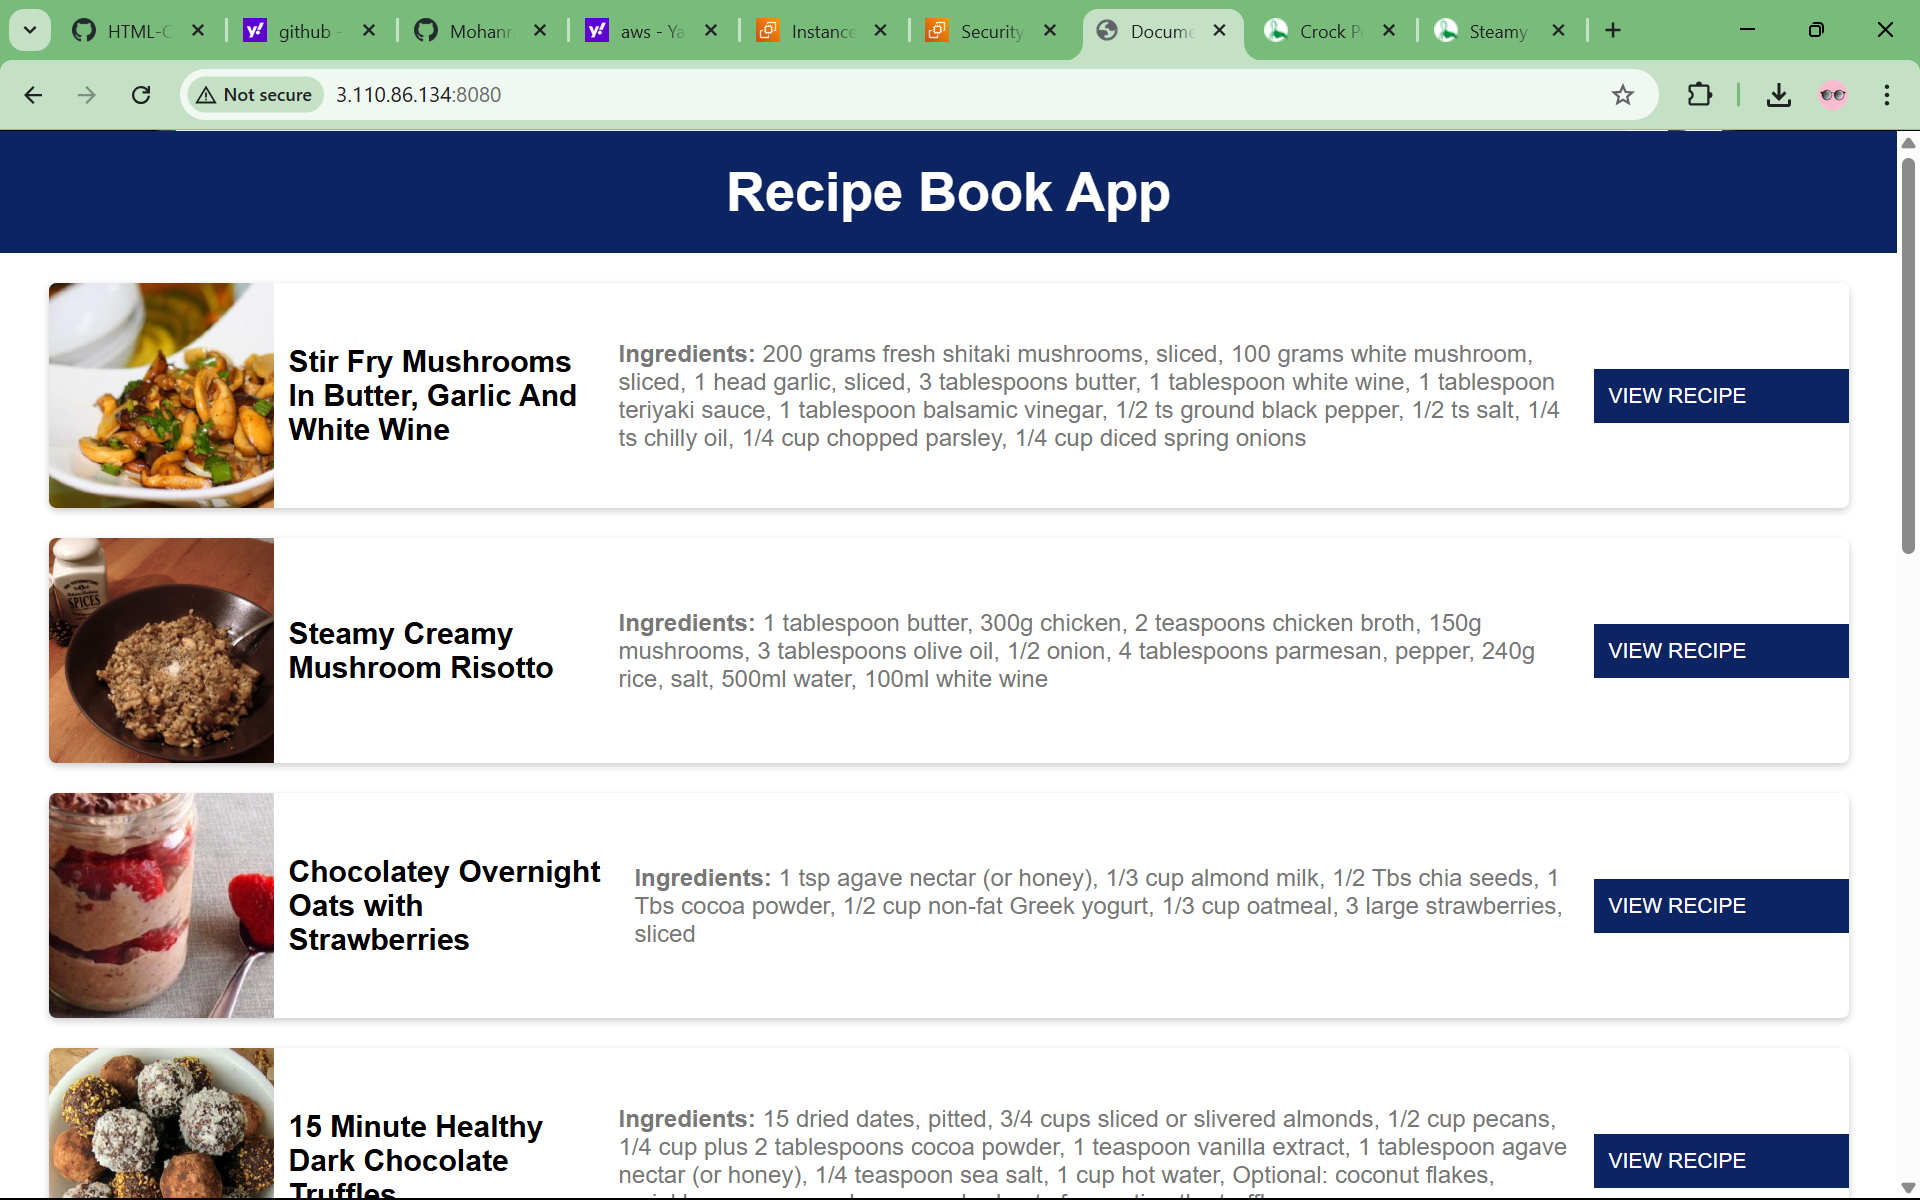 HTML-C
github -
Mohanr
aws - Ya
Instance
Security
Docume
Crock P
Steamy
Not secure
3.110.86.134:8080
Recipe Book App
Stir Fry Mushrooms
In Butter, Garlic And
White Wine
Ingredients: 200 grams fresh shitaki mushrooms, sliced, 100 grams white mushroom,
sliced, 1 head garlic, sliced, 3 tablespoons butter, 1 tablespoon white wine, 1 tablespoon
teriyaki sauce, 1 tablespoon balsamic vinegar, 1/2 ts ground black pepper, 1/2 ts salt, 1/4
ts chilly oil, 1/4 cup chopped parsley, 1/4 cup diced spring onions
VIEW RECIPE
SPICES
Steamy Creamy
Mushroom Risotto
Ingredients: 1 tablespoon butter, 300g chicken, 2 teaspoons chicken broth, 150g
mushrooms, 3 tablespoons olive oil, 1/2 onion, 4 tablespoons parmesan, pepper, 240g
rice, salt, 500ml water, 100ml white wine
VIEW RECIPE
Chocolatey Overnight
Oats with
Strawberries
Ingredients: 1 tsp agave nectar (or honey), 1/3 cup almond milk, 1/2 Tbs chia seeds, 1
Tbs cocoa powder, 1/2 cup non-fat Greek yogurt, 1/3 cup oatmeal, 3 large strawberries,
sliced
VIEW RECIPE
15 Minute Healthy
Dark Chocolate
Truffles
Ingredients: 15 dried dates, pitted, 3/4 cups sliced or slivered almonds, 1/2 cup pecans,
1/4 cup plus 2 tablespoons cocoa powder, 1 teaspoon vanilla extract, 1 tablespoon agave
nectar (or honey), 1/4 teaspoon sea salt, 1 cup hot water, Optional: coconut flakes,
VIEW RECIPE